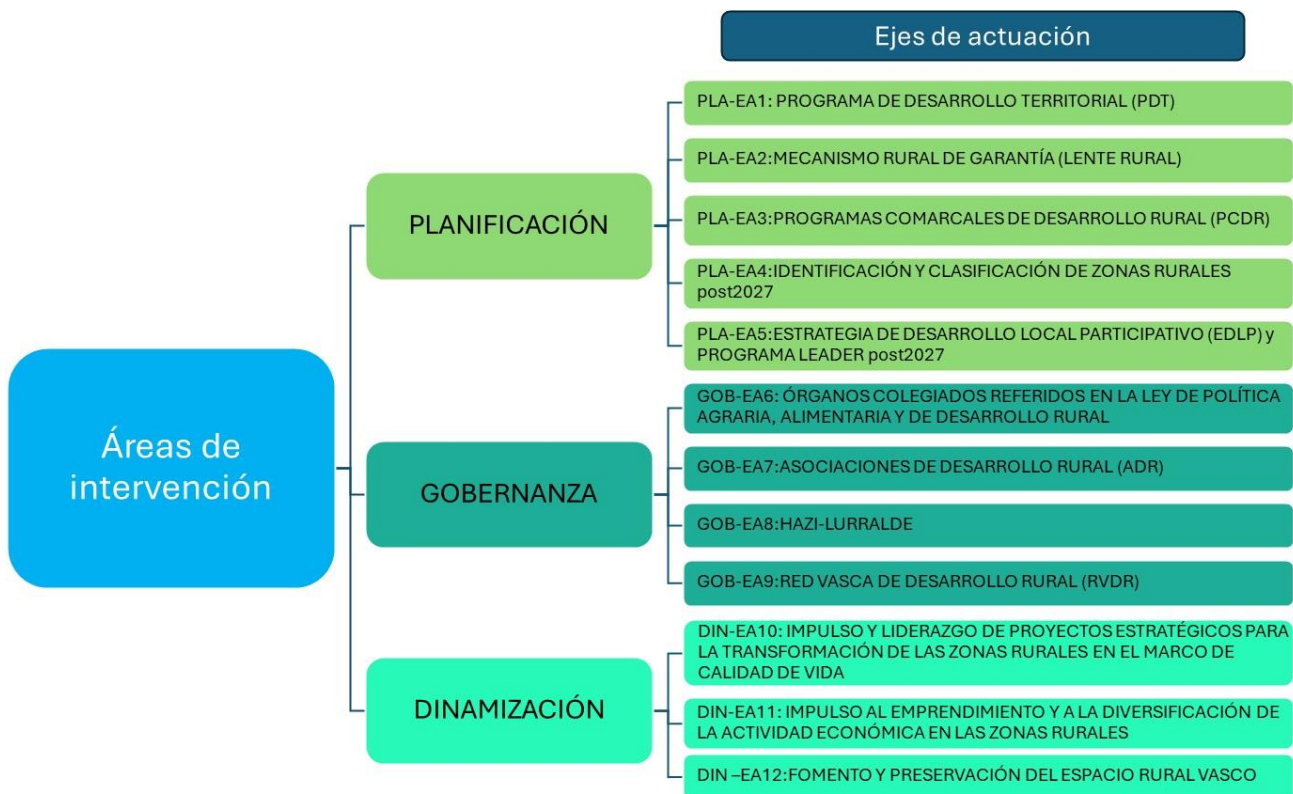 Ejes de actuación
Áreas de
intervención
PLANIFICACIÓN
PLA-EA1: PROGRAMA DE DESARROLLO TERRITORIAL (PDT)
PLA-EA2:MECANISMO RURAL DE GARANTÍA (LENTE RURAL)
PLA-EA3:PROGRAMAS COMARCALES DE DESARROLLO RURAL (PCDR)
PLA-EA4:IDENTIFICACIÓN Y CLASIFICACIÓN DE ZONAS RURALES
post2027
PLA-EA5:ESTRATEGIA DE DESARROLLO LOCAL PARTICIPATIVO (EDLP) y
PROGRAMA LEADER post2027
GOBERNANZA
GOB-EA6: ÓRGANOS COLEGIADOS REFERIDOS EN LA LEY DE POLÍTICA
AGRARIA, ALIMENTARIA Y DE DESARROLLO RURAL
GOB-EA7:ASOCIACIONES DE DESARROLLO RURAL (ADR)
GOB-EA8:HAZI-LURRALDE
GOB-EA9:RED VASCA DE DESARROLLO RURAL (RVDR)
DINAMIZACIÓN
DIN-EA10: IMPULSO Y LIDERAZGO DE PROYECTOS ESTRATÉGICOS PARA
LA TRANSFORMACIÓN DE LAS ZONAS RURALES EN EL MARCO DE
CALIDAD DE VIDA
DIN-EA11: IMPULSO AL EMPRENDIMIENTO Y A LA DIVERSIFICACIÓN DE
LA ACTIVIDAD ECONÓMICA EN LAS ZONAS RURALES
DIN –EA12:FOMENTO Y PRESERVACIÓN DEL ESPACIO RURAL VASCO